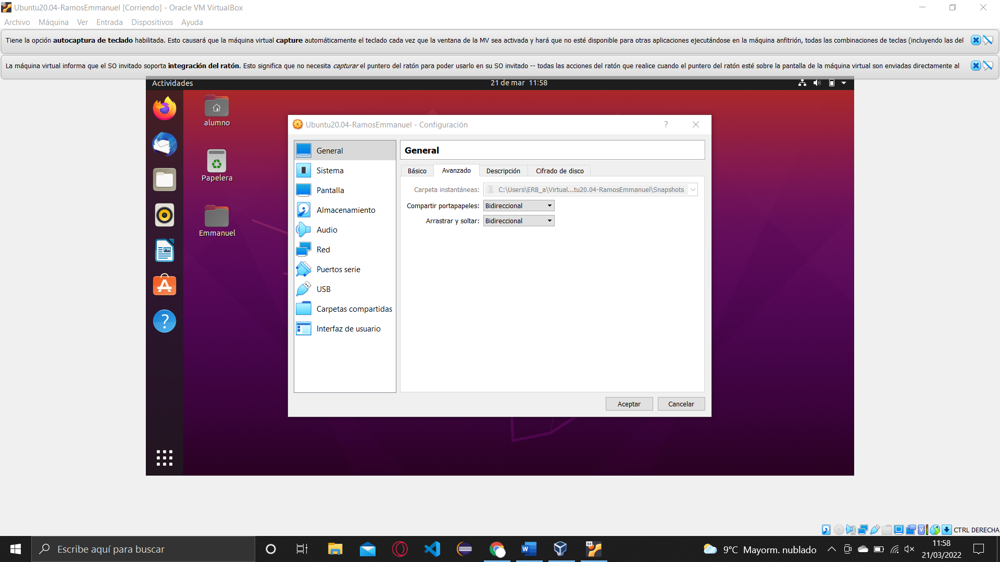 Ubuntu20.04-RamosEmmanuel [Corriendo] - Oracle VM VirtualBox
Archivo Máquina Ver Entrada Dispositivos Ayuda
Tiene la opción autocaptura de teclado habilitada. Esto causará que la máquina virtual capture automáticamente el teclado cada vez que la ventana de la MV sea activada y hará que no esté disponible para otras aplicaciones ejecutándose en la máquina anfitrión, todas las combinaciones de teclas (incluyendo las del
La máquina virtual informa que el SO invitado soporta integración del ratón. Esto significa que no necesita capturar el puntero del ratón para poder usarlo en su SO invitado -- todas las acciones del ratón que realice cuando el puntero del ratón esté sobre la pantalla de la máquina virtual son enviadas directamente al
Actividades
21 de mar 11:58
alumno
Papelera
Emmanuel
Ubuntu20.04-RamosEmmanuel - Configuración
?
General
Sistema
Pantalla
Almacenamiento
Audio
Red
Puertos serie
USB
Carpetas compartidas
Interfaz de usuario
General
Básico Avanzado Descripción Cifrado de disco
Carpeta instantáneas: C:\Users\ERB_a\Virtual...tu20.04-RamosEmmanuel\Snapshots
Compartir portapapeles: Bidireccional
Arrastrar y soltar: Bidireccional
Aceptar Cancelar
CTRL DERECHA
Escribe aquí para buscar
9°C Mayorm. nublado
11:58
21/03/2022